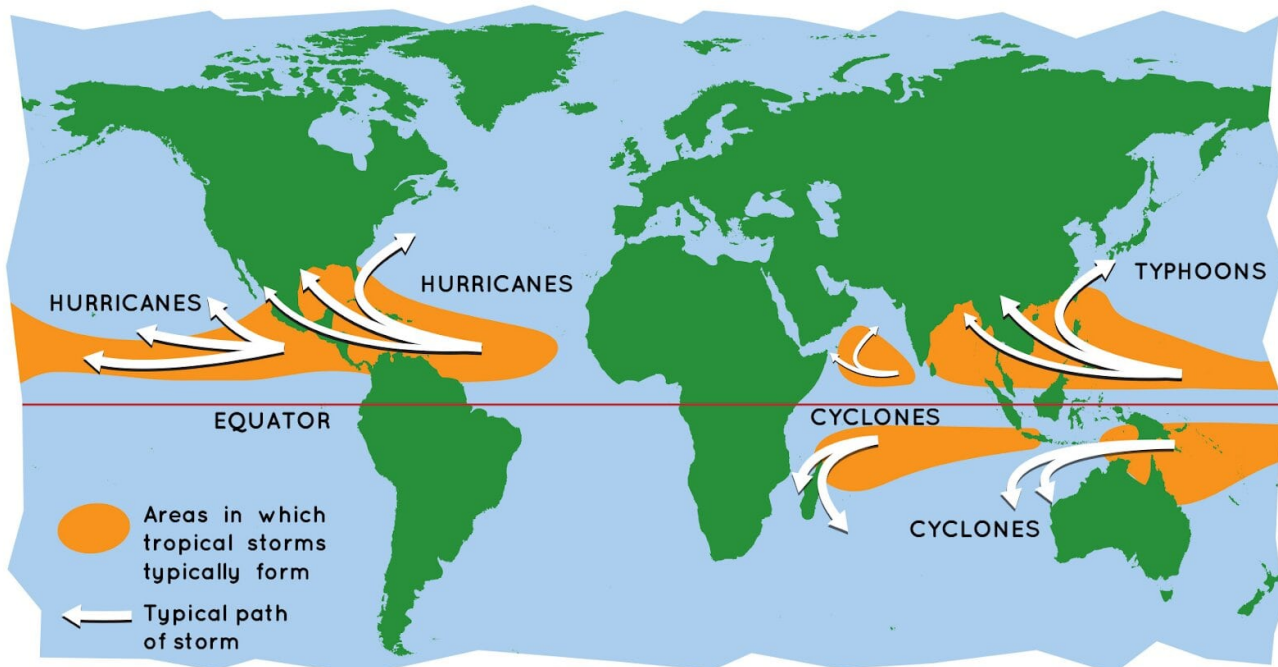 HURRICANES
HURRICANES
TYPHOONS
EQUATOR
CYCLONES
CYCLONES
Areas in which
tropical storms
typically form
Typical path
of storm